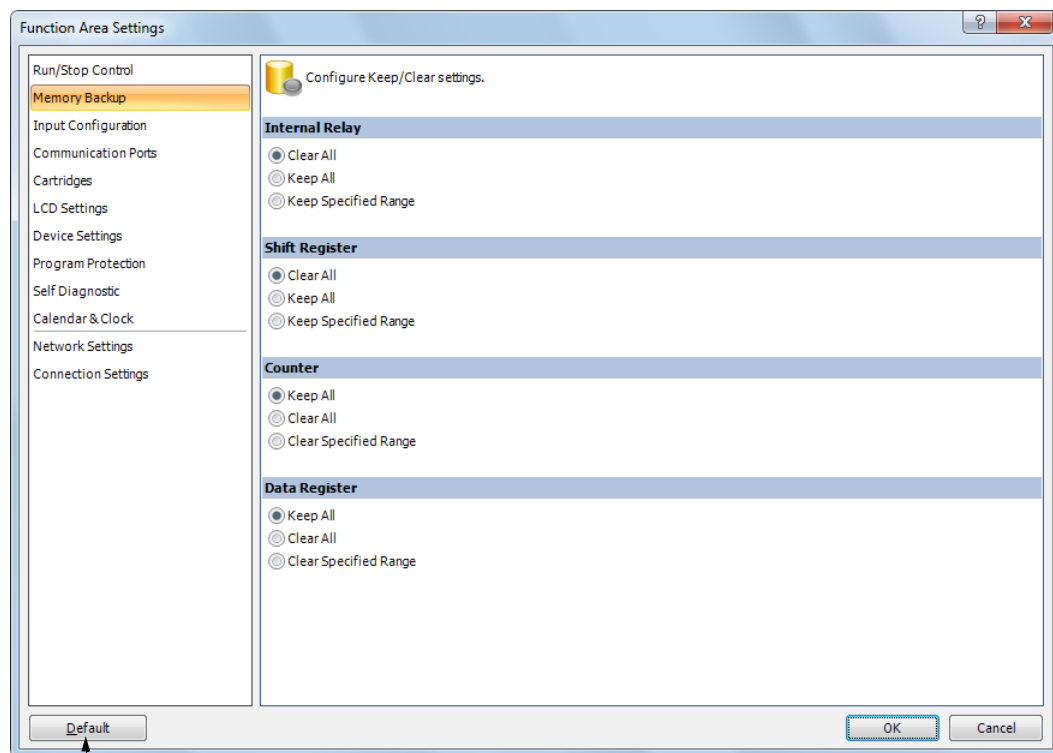 Function Area Settings
Run/Stop Control
Memory Backup
Input Configuration
Communication Ports
Cartridges
LCD Settings
Device Settings
Program Protection
Self Diagnostic
Calendar & Clock
Network Settings
Connection Settings
Configure Keep/Clear settings.
Internal Relay
Clear All
Keep All
Keep Specified Range
Shift Register
Clear All
Keep All
Keep Specified Range
Counter
Keep All
Clear All
Clear Specified Range
Data Register
Keep All
Clear All
Clear Specified Range
Default
OK
Cancel